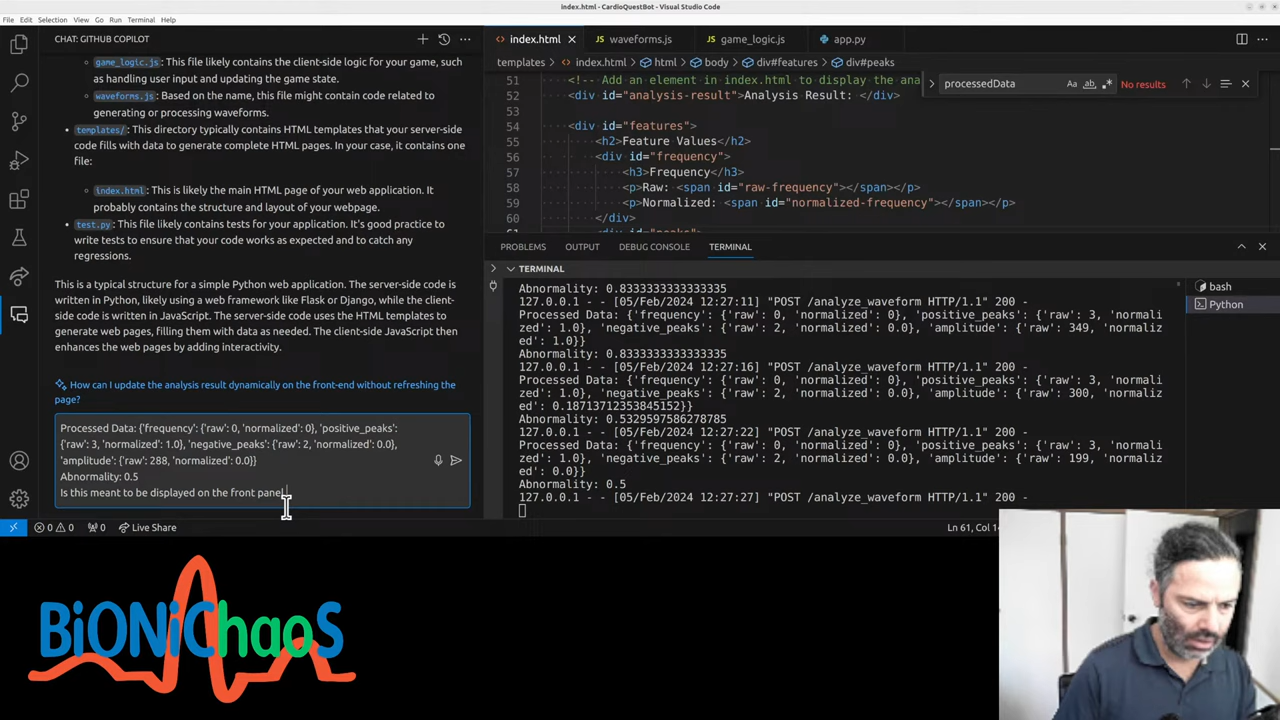 index.html - CardioQuestBot - Visual Studio Code
File Edit Selection View Go Run Terminal Help
CHAT: GITHUB COPILOT
game_logic.js: This file likely contains the client-side logic for your game, such
as handling user input and updating the game state.
waveforms.js: Based on the name, this file might contain code related to
generating or processing waveforms.
templates/: This directory typically contains HTML templates that your server-side
code fills with data to generate complete HTML pages. In your case, it contains one
file:
index.html: This is likely the main HTML page of your web application. It
probably contains the structure and layout of your webpage.
test.py: This file likely contains tests for your application. It's good practice to
write tests to ensure that your code works as expected and to catch any
regressions.
This is a typical structure for a simple Python web application. The server-side code is
written in Python, likely using a web framework like Flask or Django, while the client-
side code is written in JavaScript. The server-side code uses the HTML templates to
generate web pages, filling them with data as needed. The client-side JavaScript then
enhances the web pages by adding interactivity.
How can I update the analysis result dynamically on the front-end without refreshing the
page?
Processed Data: {'frequency': {'raw': 0, 'normalized': 0}, 'positive_peaks':
{'raw': 3, 'normalized': 1.0}, 'negative_peaks': {'raw': 2, 'normalized': 0.0},
'amplitude': {'raw': 288, 'normalized': 0.0}}
Abnormality: 0.5
Is this meant to be displayed on the front panel
index.html waveforms.js game_logic.js app.py
templates > index.html > html > body > div#features > div#peaks
processedData Aa ab No results
51 <!-- Add an element in index.html to display the ana
52 <div id="analysis-result">Analysis Result: </div>
53
54 <div id="features">
55 <h2>Feature Values</h2>
56 <div id="frequency">
57 <h3>Frequency</h3>
58 <p>Raw: <span id="raw-frequency"></span></p>
59 <p>Normalized: <span id="normalized-frequency"></span></p>
60 </div>
PROBLEMS OUTPUT DEBUG CONSOLE TERMINAL
TERMINAL
Abnormality: 0.8333333333333335
127.0.0.1 - - [05/Feb/2024 12:27:11] "POST /analyze_waveform HTTP/1.1" 200 -
Processed Data: {'frequency': {'raw': 0, 'normalized': 0}, 'positive_peaks': {'raw': 3, 'normali
zed': 1.0}, 'negative_peaks': {'raw': 2, 'normalized': 0.0}, 'amplitude': {'raw': 349, 'normaliz
ed': 1.0}}
Abnormality: 0.8333333333333335
127.0.0.1 - - [05/Feb/2024 12:27:16] "POST /analyze_waveform HTTP/1.1" 200 -
Processed Data: {'frequency': {'raw': 0, 'normalized': 0}, 'positive_peaks': {'raw': 3, 'normali
zed': 1.0}, 'negative_peaks': {'raw': 2, 'normalized': 0.0}, 'amplitude': {'raw': 300, 'normaliz
ed': 0.18713712353845152}}
Abnormality: 0.5329597586278785
127.0.0.1 - - [05/Feb/2024 12:27:22] "POST /analyze_waveform HTTP/1.1" 200 -
Processed Data: {'frequency': {'raw': 0, 'normalized': 0}, 'positive_peaks': {'raw': 3, 'normali
zed': 1.0}, 'negative_peaks': {'raw': 2, 'normalized': 0.0}, 'amplitude': {'raw': 199, 'normaliz
ed': 0.0}}
Abnormality: 0.5
127.0.0.1 - - [05/Feb/2024 12:27:27] "POST /analyze_waveform HTTP/1.1" 200 -
bash
Python
0 0 0 Live Share
BiONiChaoS